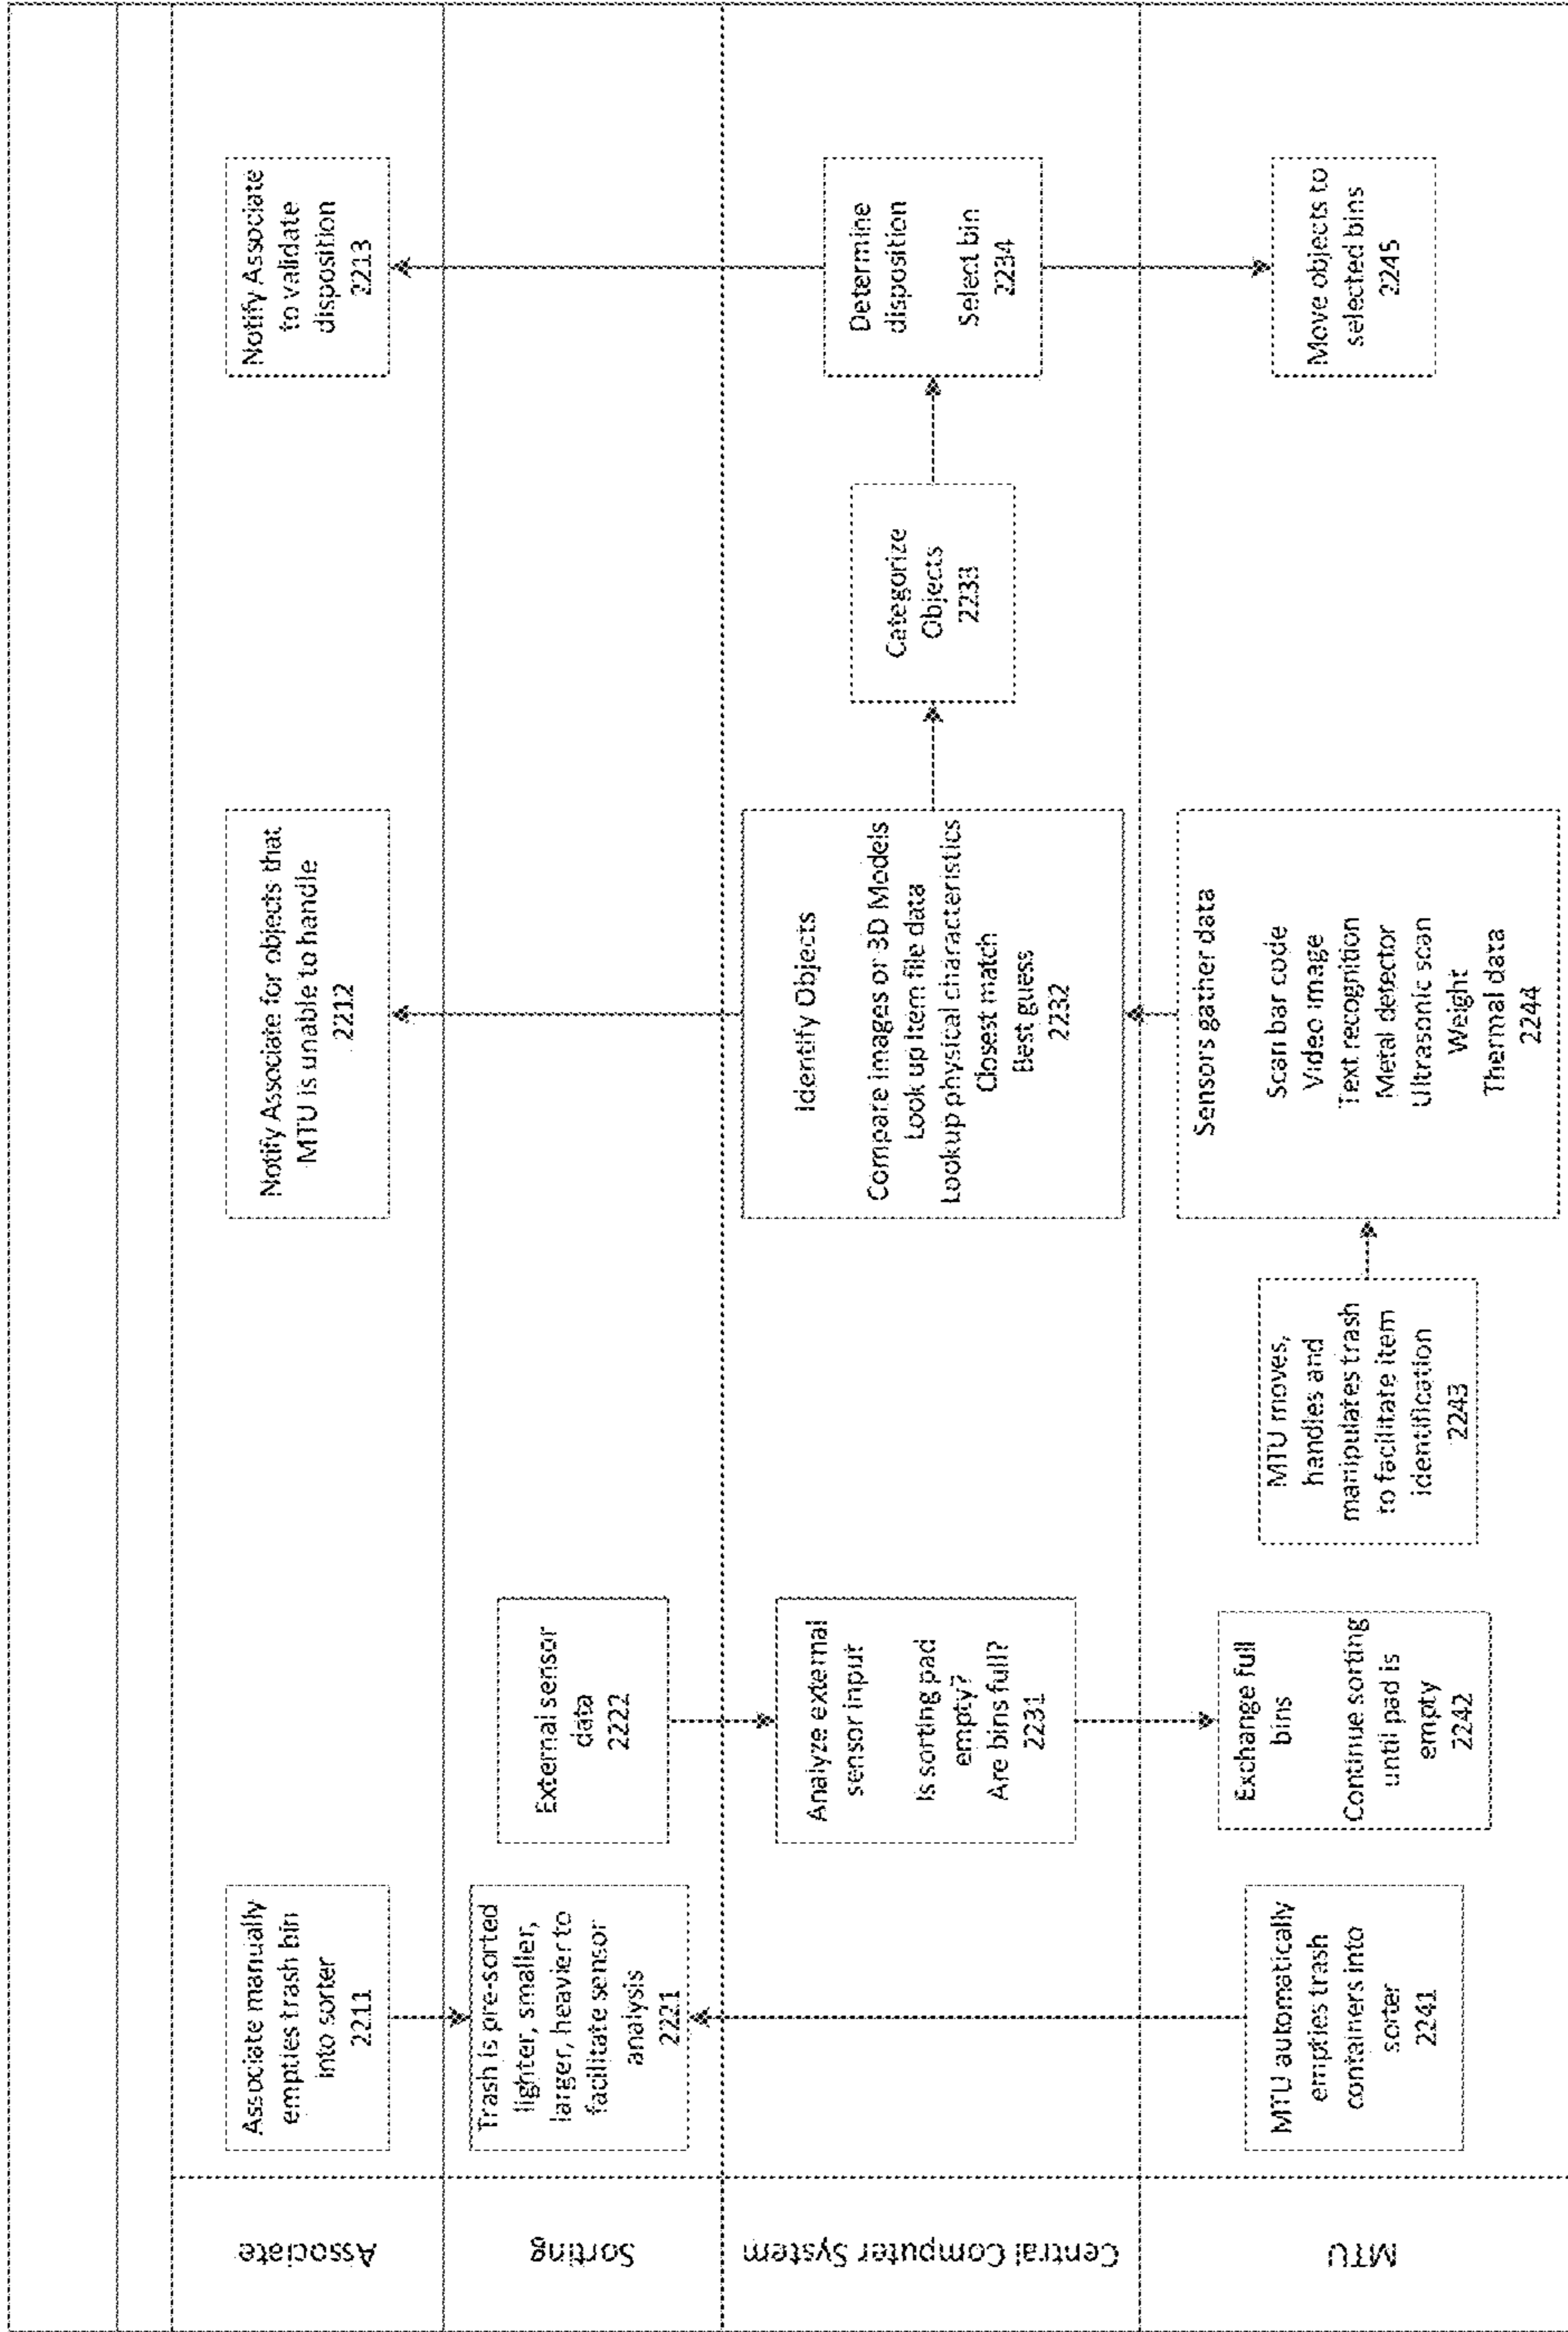 Associate
Associate manually
empties trash bin
into sorter
2211
Notify Associate for objects that
MTU is unable to handle
2212
Notify Associate
to validate
disposition
2213
Sorting
Trash is pre-sorted
lighter, smaller,
larger, heavier to
facilitate sensor
analysis
2221
External sensor
data
2222
Central Computer System
Analyze external
sensor input
Is sorting pad
empty?
Are bins full?
2231
Identify Objects
Compare images or 3D Models
Look up item file data
Lookup physical characteristics
Closest match
Best guess
2232
Categorize
Objects
2233
Determine
disposition
Select bin
2234
MTU
MTU automatically
empties trash
containers into
sorter
2241
Exchange full
bins
Continue sorting
until pad is
empty
2242
MTU moves,
handles and
manipulates trash
to facilitate item
identification
2243
Sensors gather data
Scan bar code
Video image
Text recognition
Metal detector
Ultrasonic scan
Weight
Thermal data
2244
Move objects to
selected bins
2245